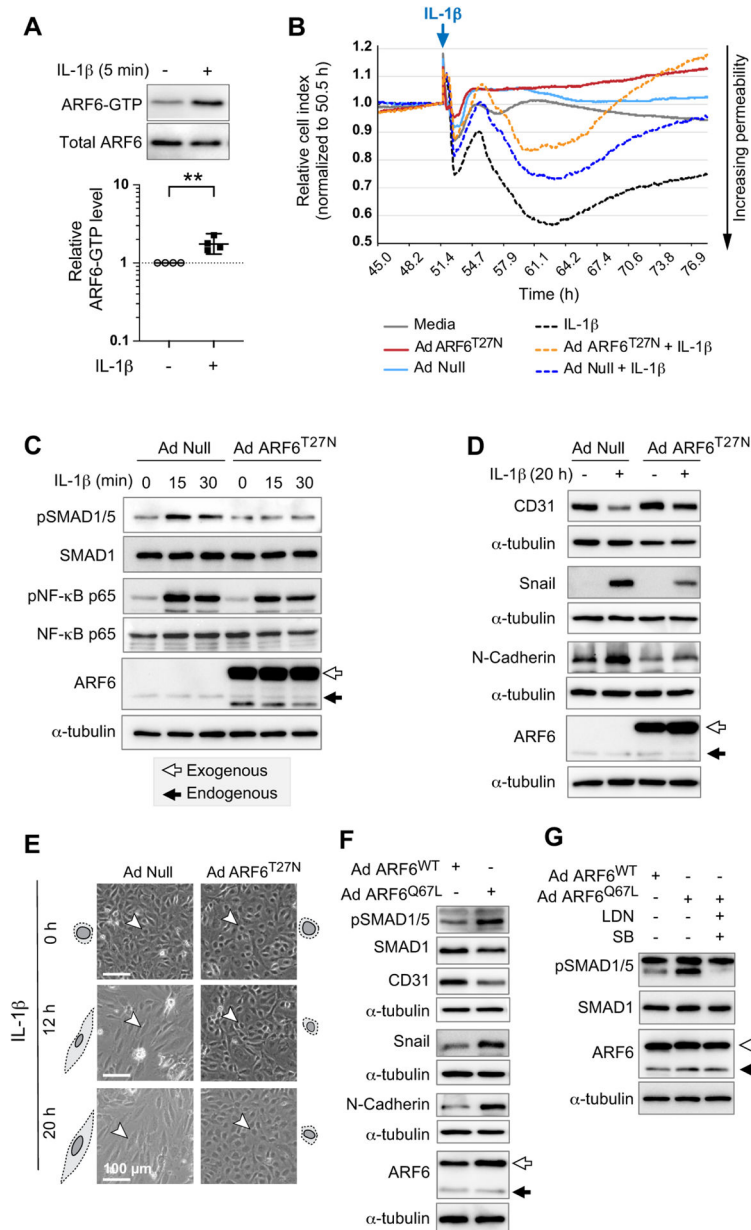 A
IL-1β (5 min) - +
ARF6-GTP
Total ARF6
Relative
ARF6-GTP level
10
1
0.1
**
IL-1β - +
B
IL-1β
Relative cell index
(normalized to 50.5 h)
1.2
1.1
1.0
0.9
0.8
0.7
0.6
0.5
45.0 48.2 51.4 54.7 57.9 61.1 64.2 67.4 70.6 73.8 76.9
Time (h)
Increasing permeability
Media
Ad ARF6T27N
Ad Null
IL-1β
Ad ARF6T27N + IL-1β
Ad Null + IL-1β
C
Ad Null Ad ARF6T27N
IL-1β (min) 0 15 30 0 15 30
pSMAD1/5
SMAD1
pNF-κB p65
NF-κB p65
ARF6
α-tubulin
Exogenous
Endogenous
D
Ad Null Ad ARF6T27N
IL-1β (20 h) - + - +
CD31
α-tubulin
Snail
α-tubulin
N-Cadherin
α-tubulin
ARF6
α-tubulin
E
Ad Null Ad ARF6T27N
IL-1β
0 h
12 h
20 h
100 µm
F
Ad ARF6WT + -
Ad ARF6Q67L - +
pSMAD1/5
SMAD1
CD31
α-tubulin
Snail
α-tubulin
N-Cadherin
α-tubulin
ARF6
α-tubulin
G
Ad ARF6WT + - -
Ad ARF6Q67L - + +
LDN - - +
SB - - +
pSMAD1/5
SMAD1
ARF6
α-tubulin